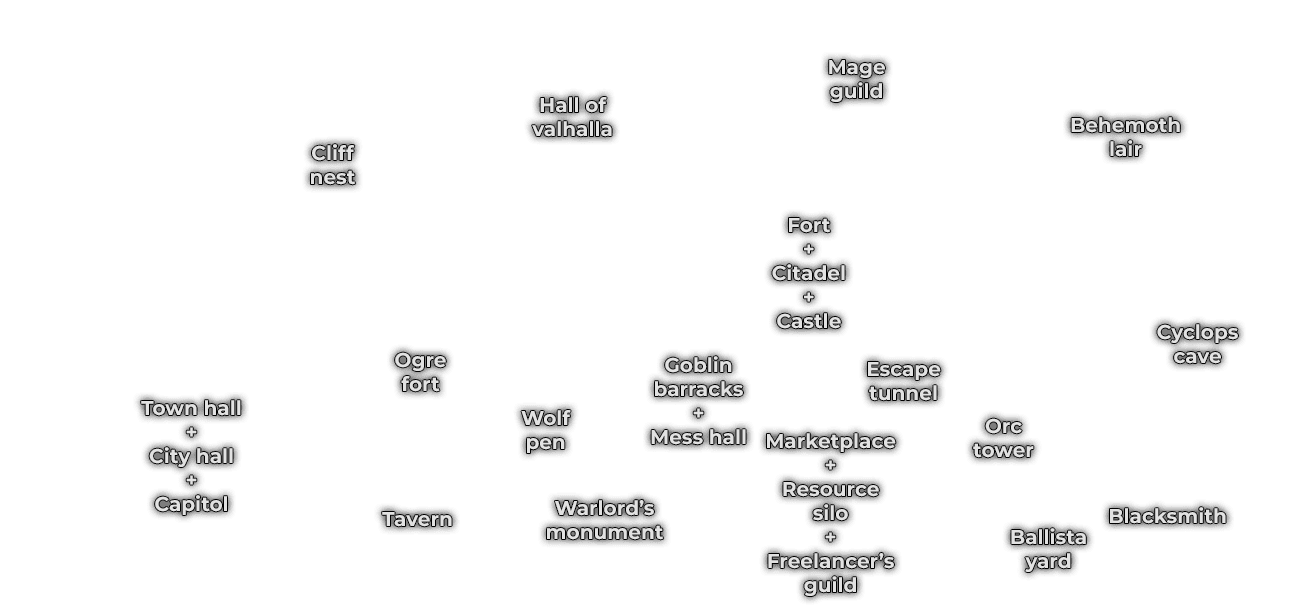 Mage
guild
Hall of
valhalla
Behemoth
lair
Cliff
nest
Fort
+
Citadel
+
Castle
Cyclops
cave
Ogre
fort
Goblin
barracks
+
Mess hall
Escape
tunnel
Town hall
+
City hall
+
Capitol
Wolf
pen
Orc
tower
Marketplace
+
Resource
silo
+
Freelancer's
guild
Tavern
Warlord's
monument
Blacksmith
Ballista
yard